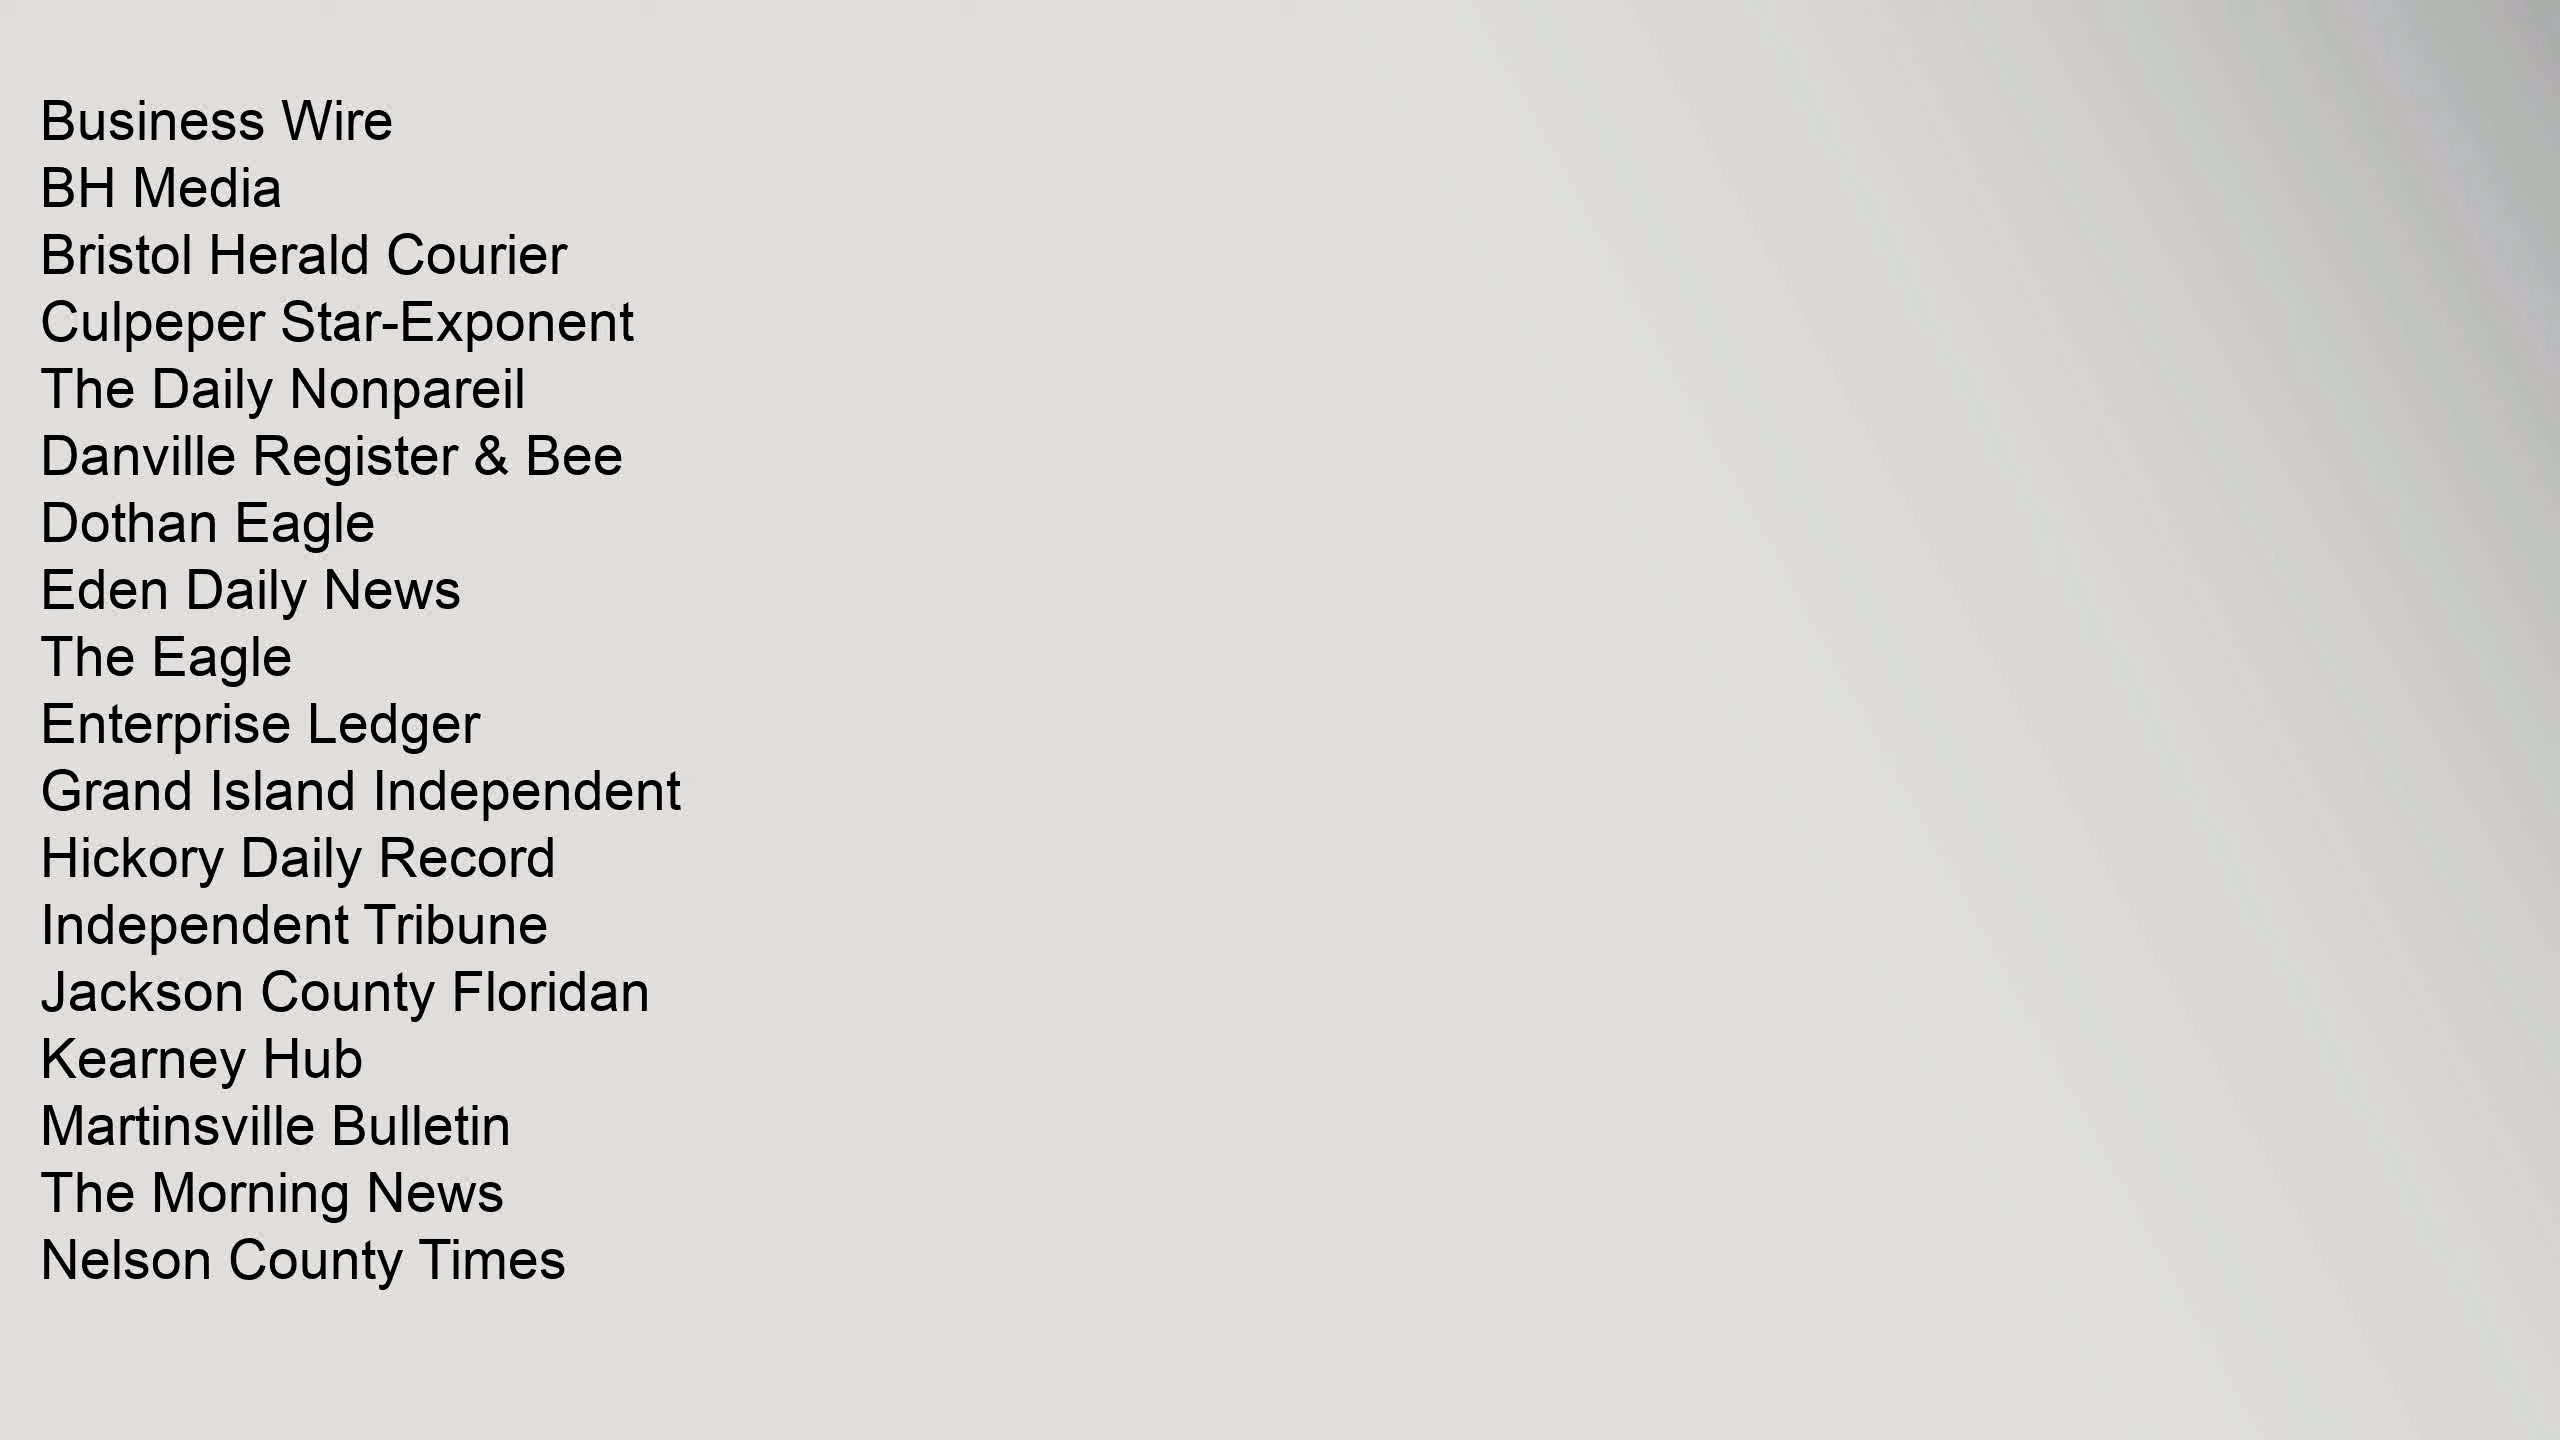 Business Wire
BH Media
Bristol Herald Courier
Culpeper Star-Exponent
The Daily Nonpareil
Danville Register & Bee
Dothan Eagle
Eden Daily News
The Eagle
Enterprise Ledger
Grand Island Independent
Hickory Daily Record
Independent Tribune
Jackson County Floridan
Kearney Hub
Martinsville Bulletin
The Morning News
Nelson County Times